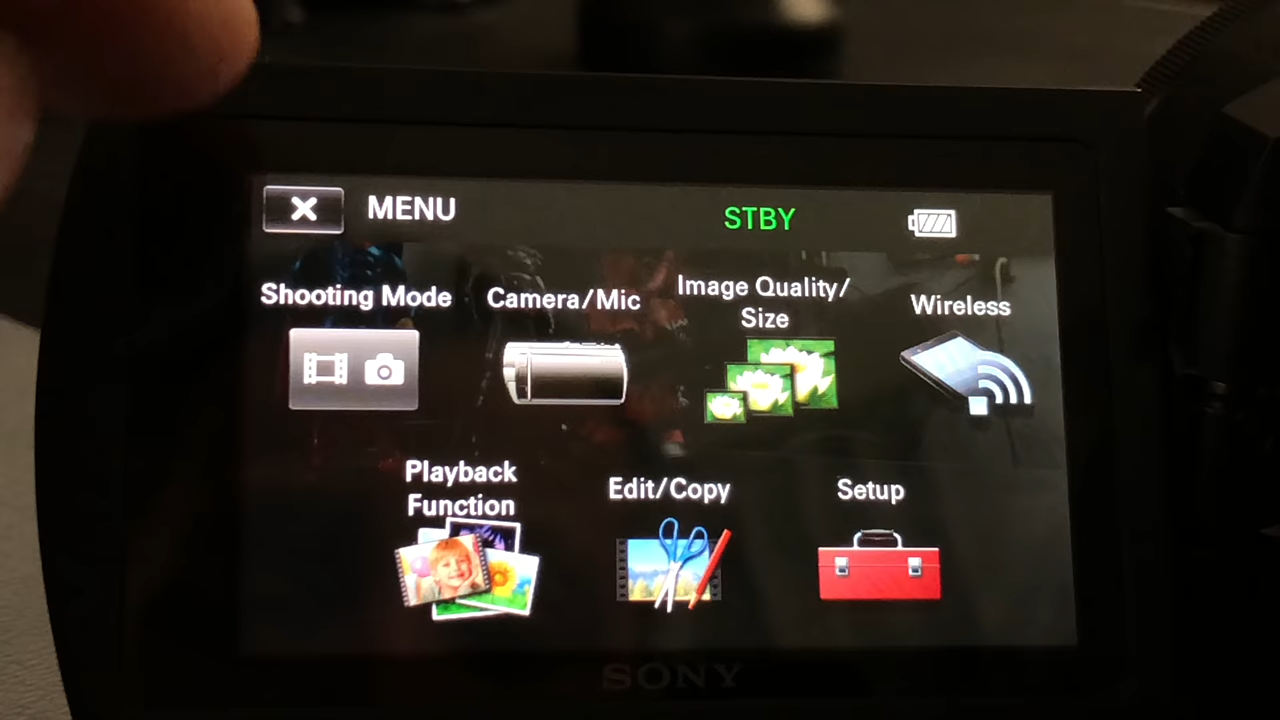 MENU
STBY
Shooting Mode
Camera/Mic
Image Quality/
Size
Wireless
Playback
Function
Edit/Copy
Setup
SONY